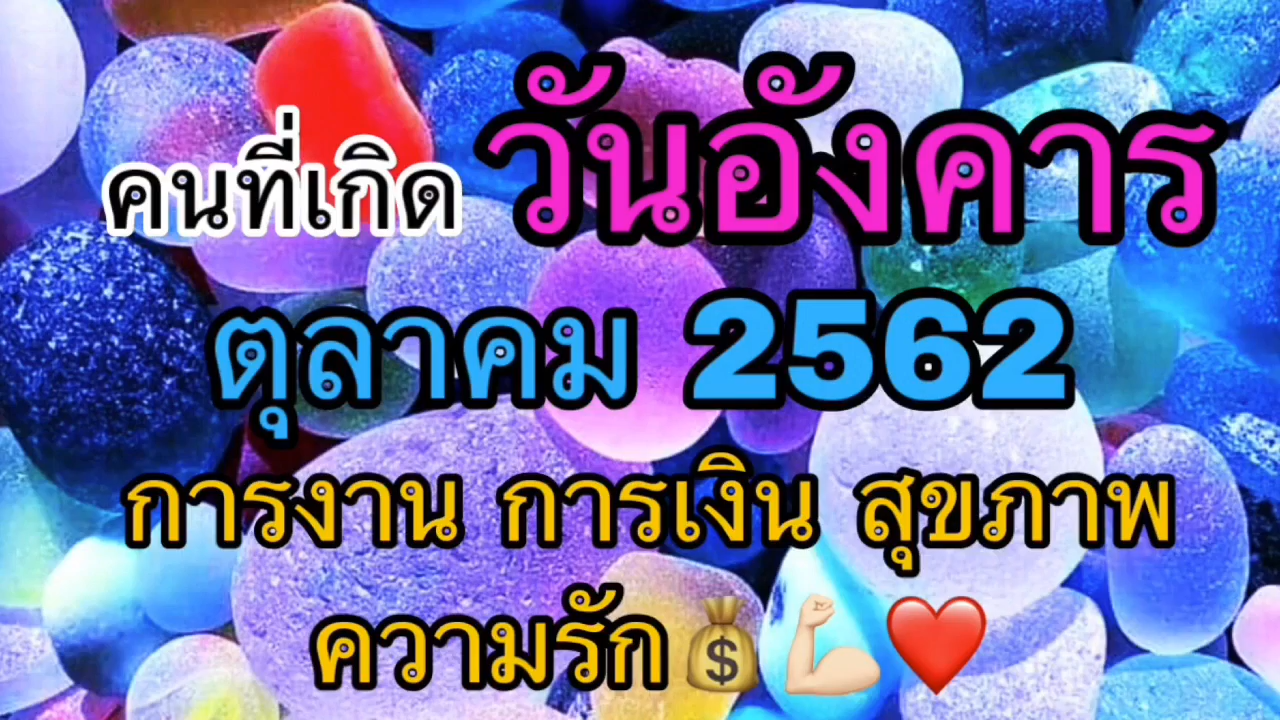 คนที่เกิด วันอังคาร
ตุลาคม 2562
การงาน การเงิน สุขภาพ
ความรัก💰💪🏻❤️